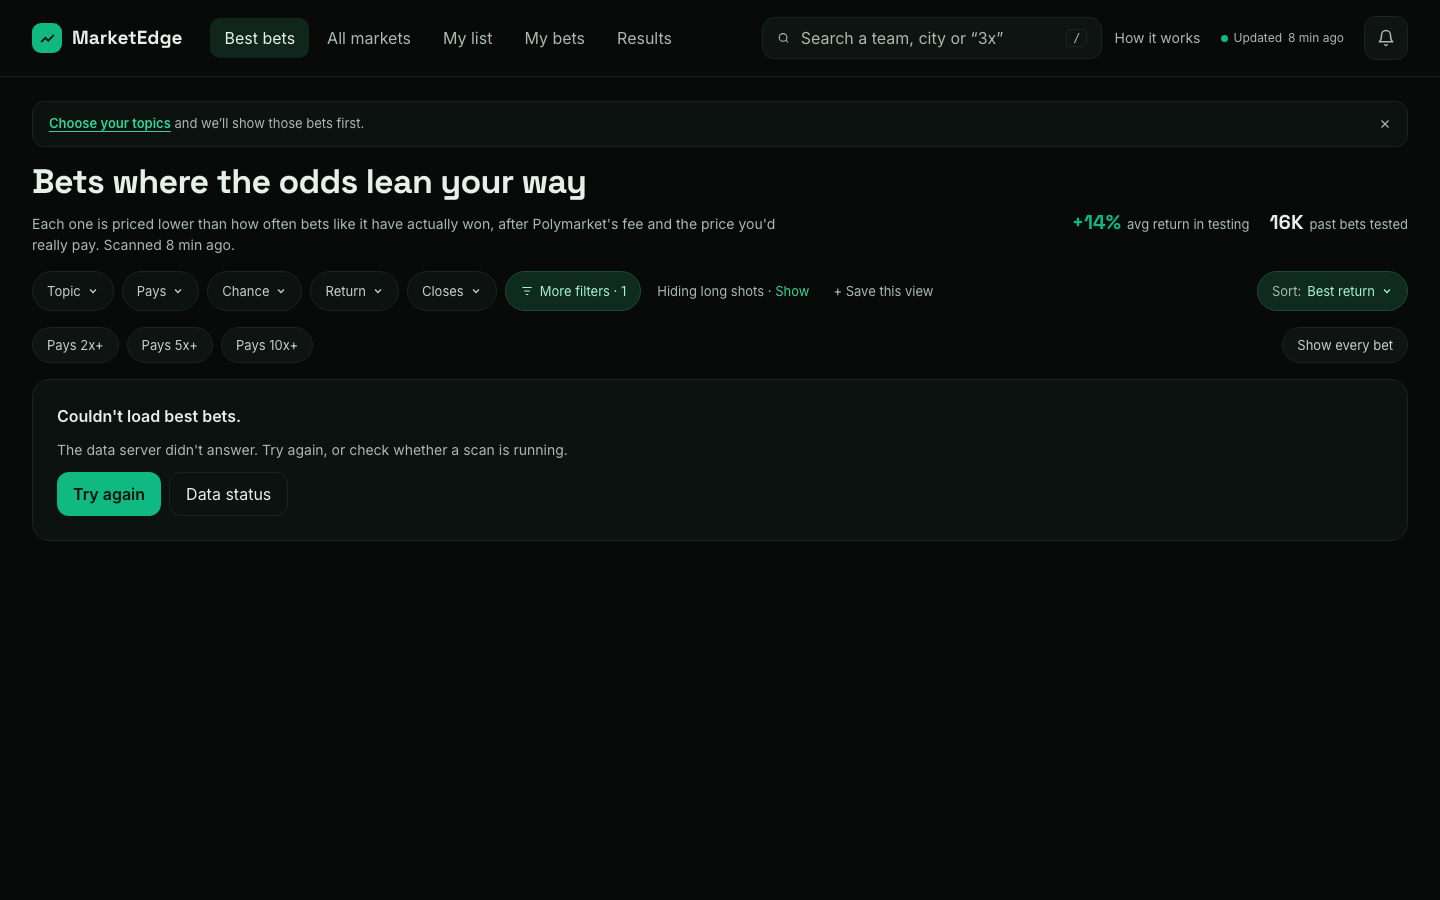 MarketEdge
Best bets
All markets
My list
My bets
Results
Search a team, city or “3x”
/
How it works
Updated 8 min ago
Choose your topics and we’ll show those bets first.
×
Bets where the odds lean your way
Each one is priced lower than how often bets like it have actually won, after Polymarket's fee and the price you'd
really pay. Scanned 8 min ago.
+14% avg return in testing
16K past bets tested
Topic
Pays
Chance
Return
Closes
More filters · 1
Hiding long shots · Show
+ Save this view
Sort: Best return
Pays 2x+
Pays 5x+
Pays 10x+
Show every bet
Couldn't load best bets.
The data server didn't answer. Try again, or check whether a scan is running.
Try again
Data status